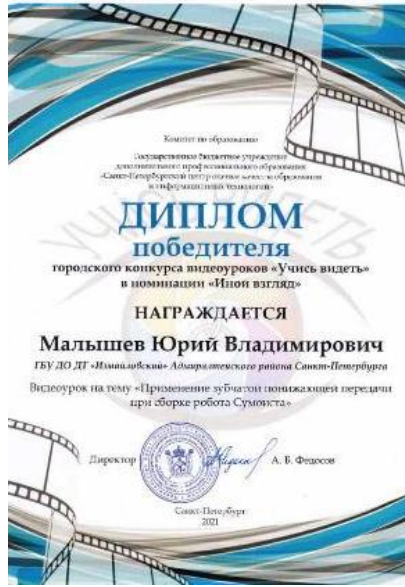 Комитет по образованию
Государственное бюджетное учреждение
дополнительного профессионального образования
«Санкт-Петербургский центр оценки качества образования
и информационных технологий»
ДИПЛОМ
победителя
городского конкурса видеоуроков «Учись видеть»
в номинации «Иной взгляд»
НАГРАЖДАЕТСЯ
Малышев Юрий Владимирович
ГБУ ДО ДТ «Измайловский» Адмиралтейского района Санкт-Петербурга
Видеоурок на тему «Применение зубчатой понижающей передачи
при сборке робота Сумоиста»
Директор А. Б. Федосов
Санкт-Петербург
2021